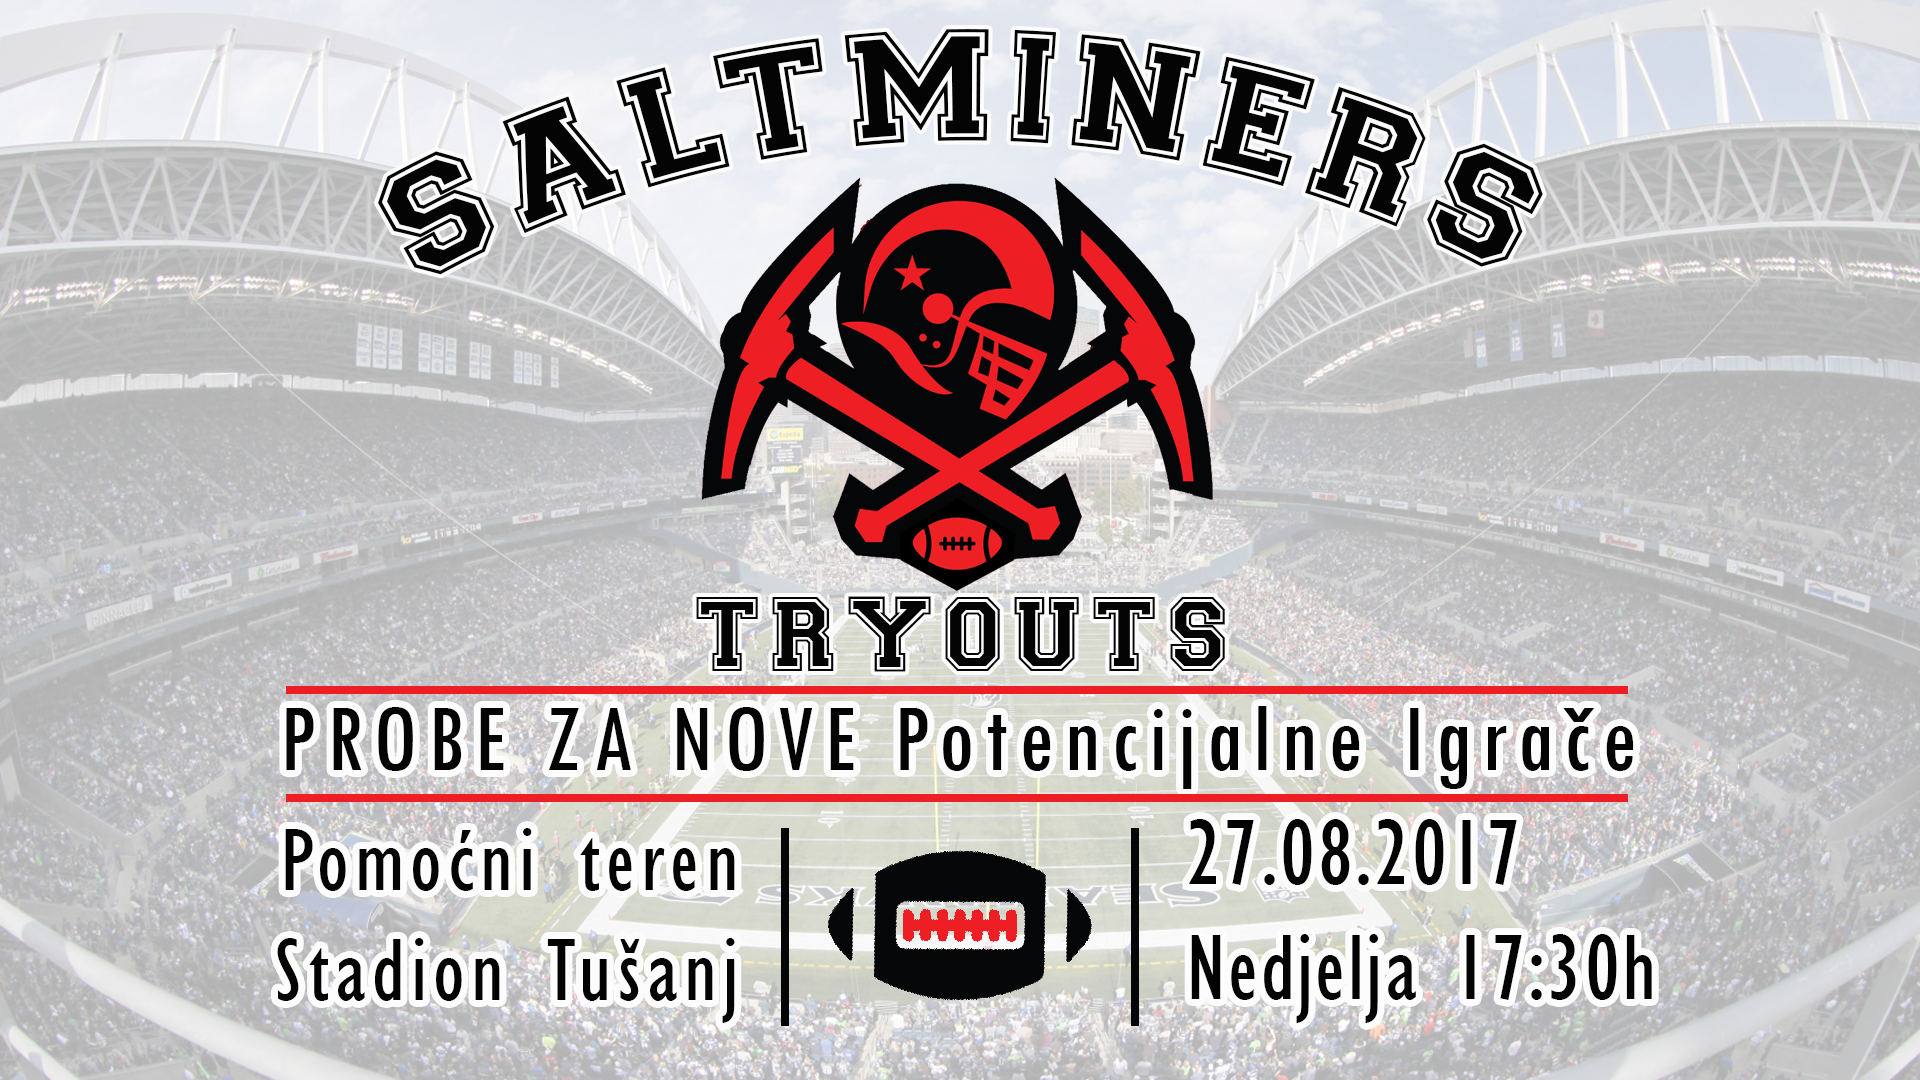 SALTMINERS
TRYOUTS
PROBE ZA NOVE Potencijalne Igrače
Pomoćni teren
Stadion Tušanj
27.08.2017
Nedjelja 17:30h